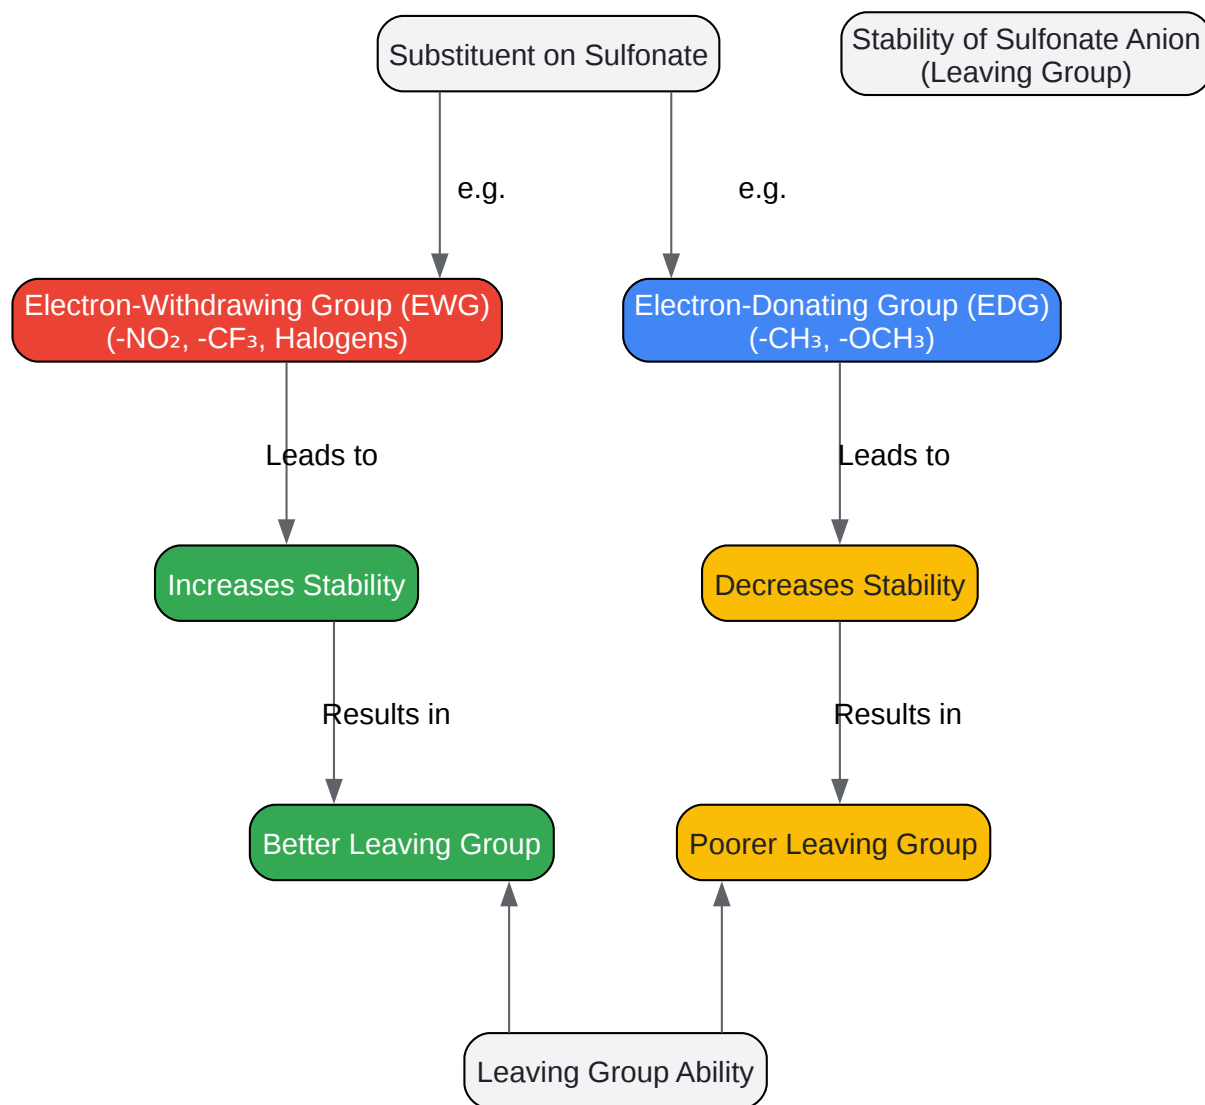 Substituent on Sulfonate
Stability of Sulfonate Anion
(Leaving Group)
e.g.
e.g.
Electron-Withdrawing Group (EWG)
(-NO₂, -CF₃, Halogens)
Electron-Donating Group (EDG)
(-CH₃, -OCH₃)
Leads to
Leads to
Increases Stability
Decreases Stability
Results in
Results in
Better Leaving Group
Poorer Leaving Group
Leaving Group Ability